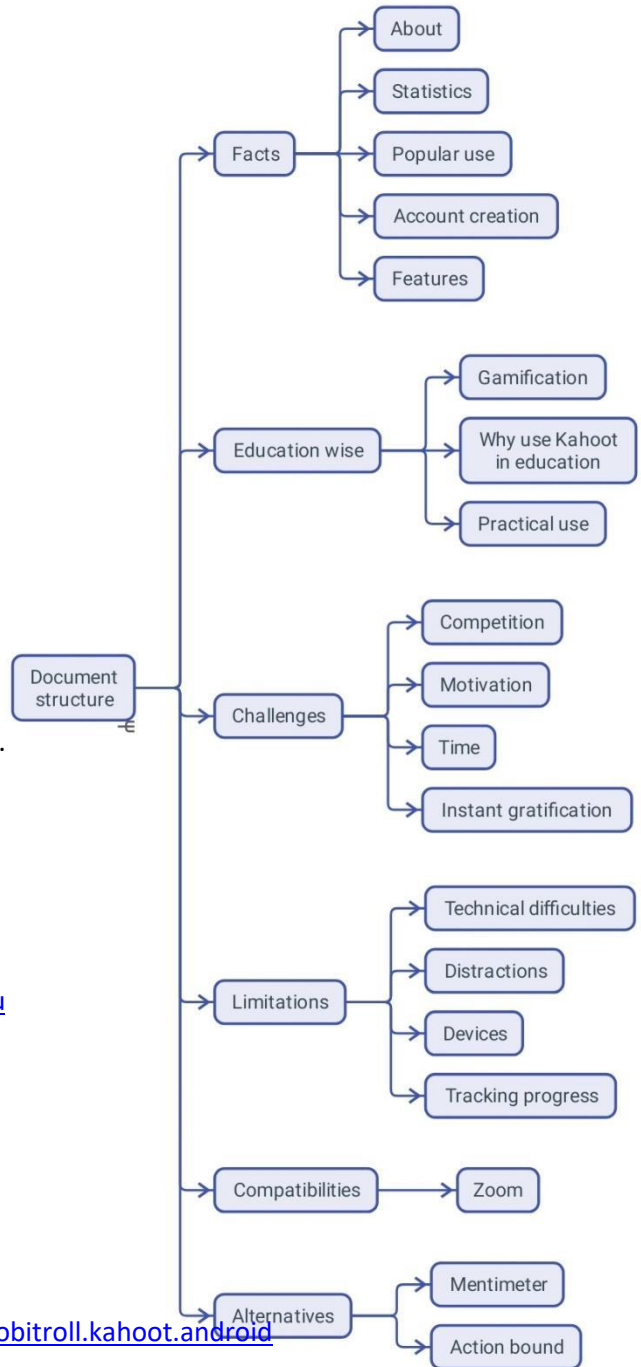 About
Statistics
Facts
Popular use
Account creation
Features
Gamification
Education wise
Why use Kahoot
in education
Practical use
Competition
Document
structure
Motivation
Challenges
.
Time
Instant gratification
Technical difficulties
Distractions
u
Limitations
Devices
Tracking progress
Compatibilities
Zoom
Mentimeter
Alternatives
obitroll.kahoot.android
Action bound